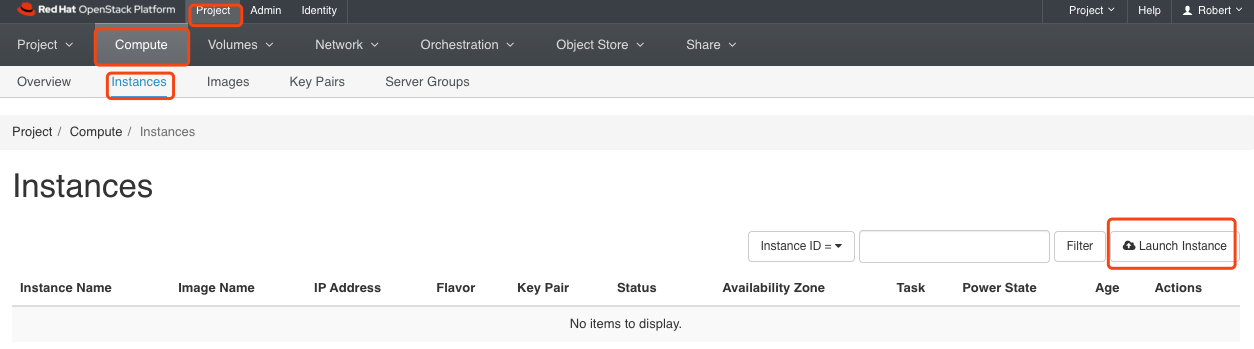 Red Hat OpenStack Platform Project Admin Identity Project Help Robert
Project Compute Volumes Network Orchestration Object Store Share
Overview Instances Images Key Pairs Server Groups
Project / Compute / Instances
Instances
Instance ID = Filter Launch Instance
Instance Name Image Name IP Address Flavor Key Pair Status Availability Zone Task Power State Age Actions
No items to display.